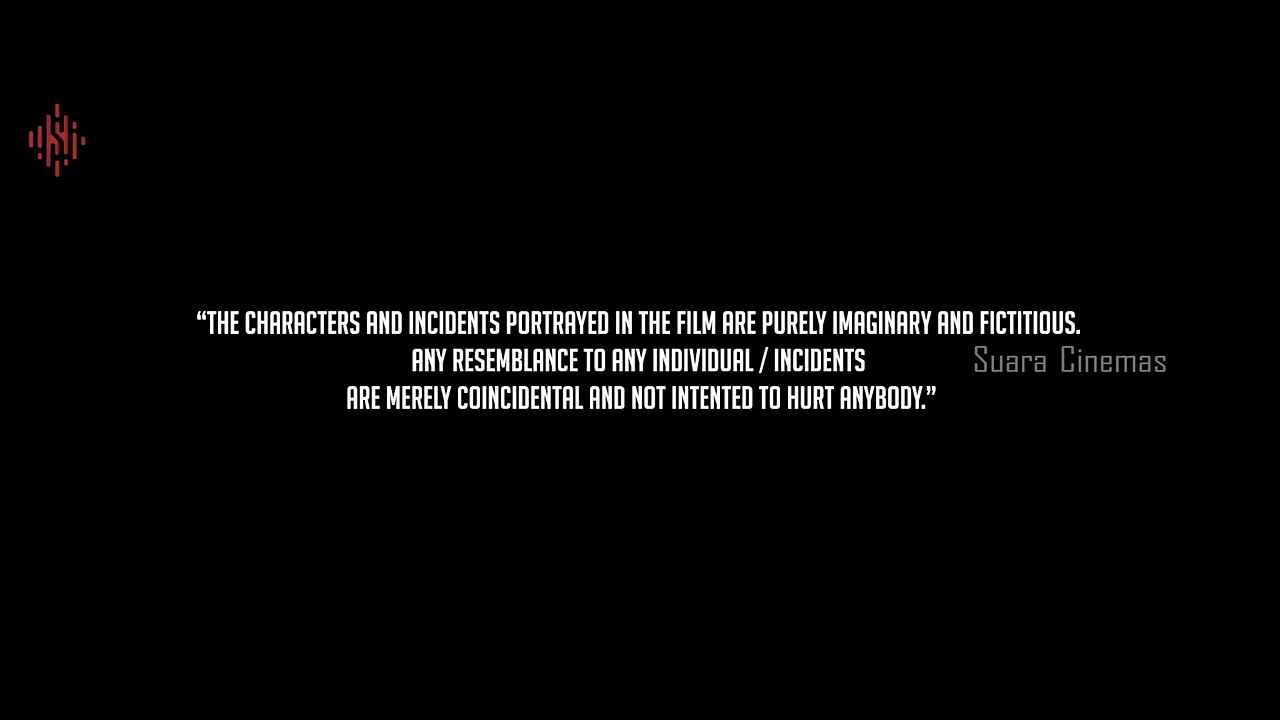 “THE CHARACTERS AND INCIDENTS PORTRAYED IN THE FILM ARE PURELY IMAGINARY AND FICTITIOUS.
ANY RESEMBLANCE TO ANY INDIVIDUAL / INCIDENTS
Suara Cinemas
ARE MERELY COINCIDENTAL AND NOT INTENTED TO HURT ANYBODY.”